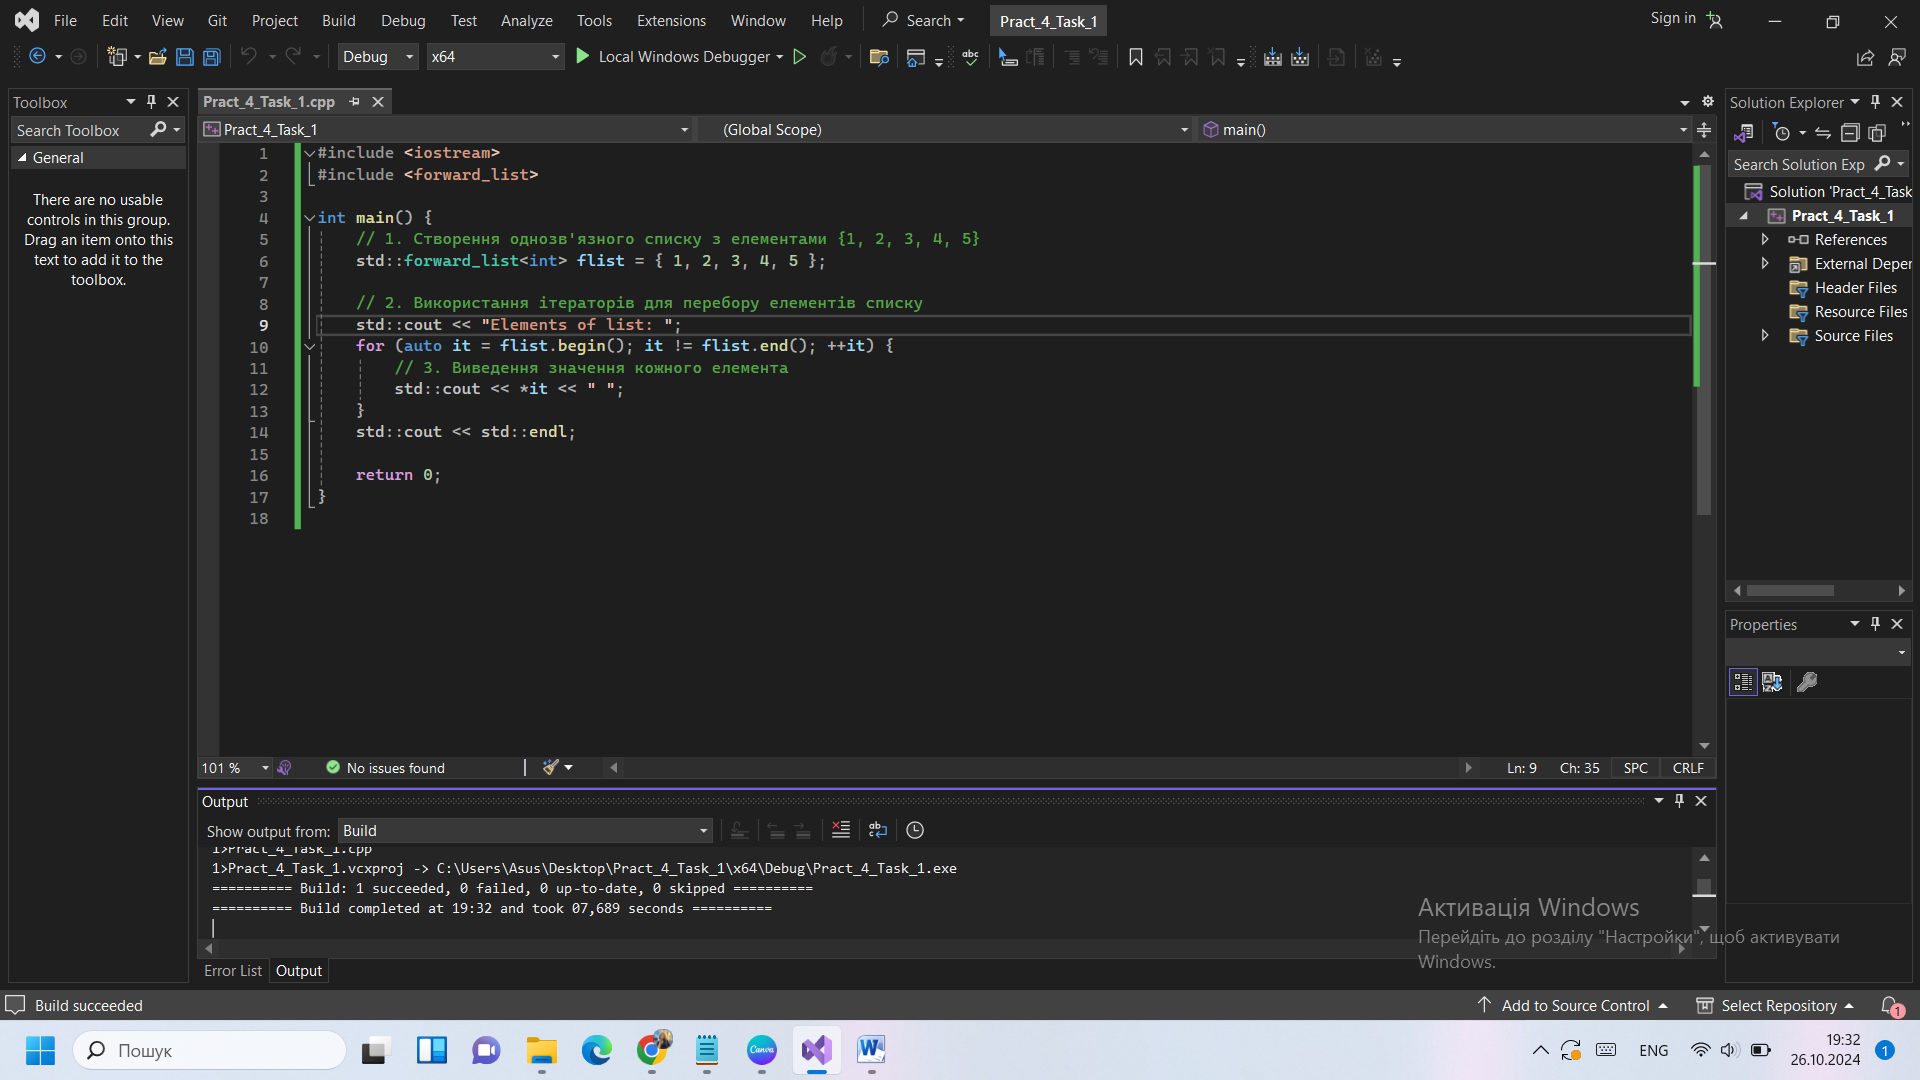 File Edit View Git Project Build Debug Test Analyze Tools Extensions Window Help Search Pract_4_Task_1 Sign in
Debug x64 Local Windows Debugger
Toolbox
Search Toolbox
General
There are no usable
controls in this group.
Drag an item onto this
text to add it to the
toolbox.
Pract_4_Task_1.cpp
Pract_4_Task_1 (Global Scope) main()
1 #include <iostream>
2 #include <forward_list>
3
4 int main() {
5 // 1. Створення однозв'язного списку з елементами {1, 2, 3, 4, 5}
6 std::forward_list<int> flist = { 1, 2, 3, 4, 5 };
7
8 // 2. Використання ітераторів для перебору елементів списку
9 std::cout << "Elements of list: ";
10 for (auto it = flist.begin(); it != flist.end(); ++it) {
11 // 3. Виведення значення кожного елемента
12 std::cout << *it << " ";
13 }
14 std::cout << std::endl;
15
16 return 0;
17 }
18
101 % No issues found Ln: 9 Ch: 35 SPC CRLF
Output
Show output from: Build
1>Pract_4_Task_1.cpp
1>Pract_4_Task_1.vcxproj -> C:\Users\Asus\Desktop\Pract_4_Task_1\x64\Debug\Pract_4_Task_1.exe
========== Build: 1 succeeded, 0 failed, 0 up-to-date, 0 skipped ==========
========== Build completed at 19:32 and took 07,689 seconds ==========
Error List Output
Solution Explorer
Search Solution Exp
Solution 'Pract_4_Task
Pract_4_Task_1
References
External Deper
Header Files
Resource Files
Source Files
Properties
Активація Windows
Перейдіть до розділу "Настройки", щоб активувати
Windows.
Build succeeded Add to Source Control Select Repository 1
Пошук Canva ENG 19:32 1
26.10.2024